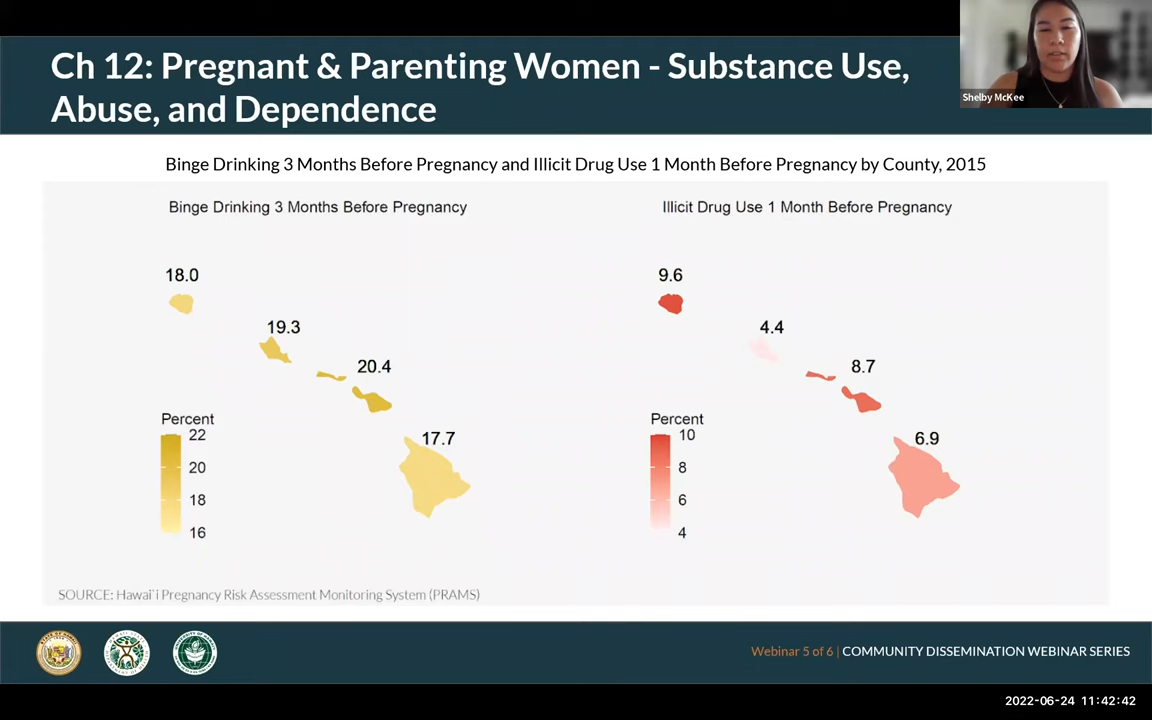 Ch 12: Pregnant & Parenting Women - Substance Use,
Abuse, and Dependence
Shelby McKee
Binge Drinking 3 Months Before Pregnancy and Illicit Drug Use 1 Month Before Pregnancy by County, 2015
Binge Drinking 3 Months Before Pregnancy
18.0
19.3
20.4
17.7
Percent
22
20
18
16
Illicit Drug Use 1 Month Before Pregnancy
9.6
4.4
8.7
6.9
Percent
10
8
6
4
SOURCE: Hawai`i Pregnancy Risk Assessment Monitoring System (PRAMS)
Webinar 5 of 6 | COMMUNITY DISSEMINATION WEBINAR SERIES
2022-06-24 11:42:42